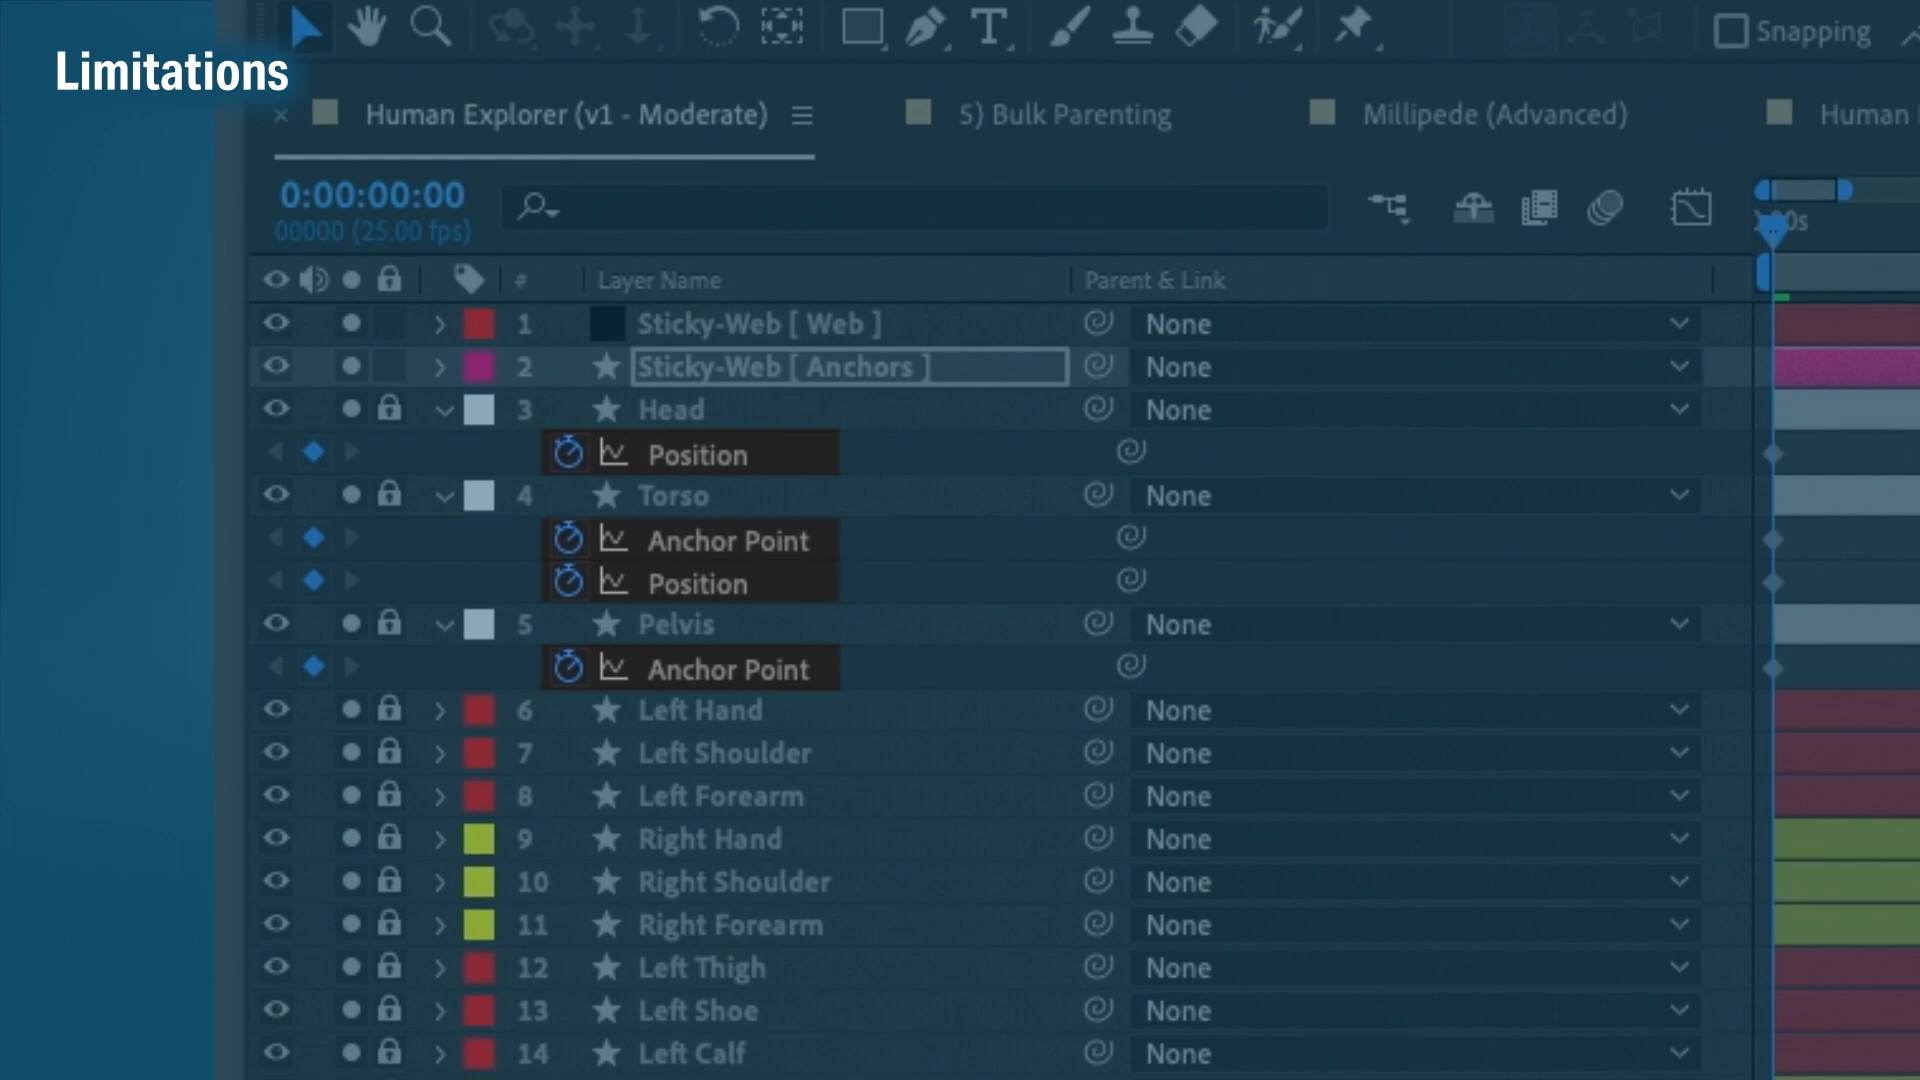 Limitations
Snapping
Human Explorer (v1 - Moderate)
5) Bulk Parenting
Millipede (Advanced)
Human
0:00:00:00
00000 (25.00 fps)
# Layer Name Parent & Link
1 Sticky-Web [ Web ] None
2 Sticky-Web [ Anchors ] None
3 Head None
Position
4 Torso None
Anchor Point
Position
5 Pelvis None
Anchor Point
6 Left Hand None
7 Left Shoulder None
8 Left Forearm None
9 Right Hand None
10 Right Shoulder None
11 Right Forearm None
12 Left Thigh None
13 Left Shoe None
14 Left Calf None